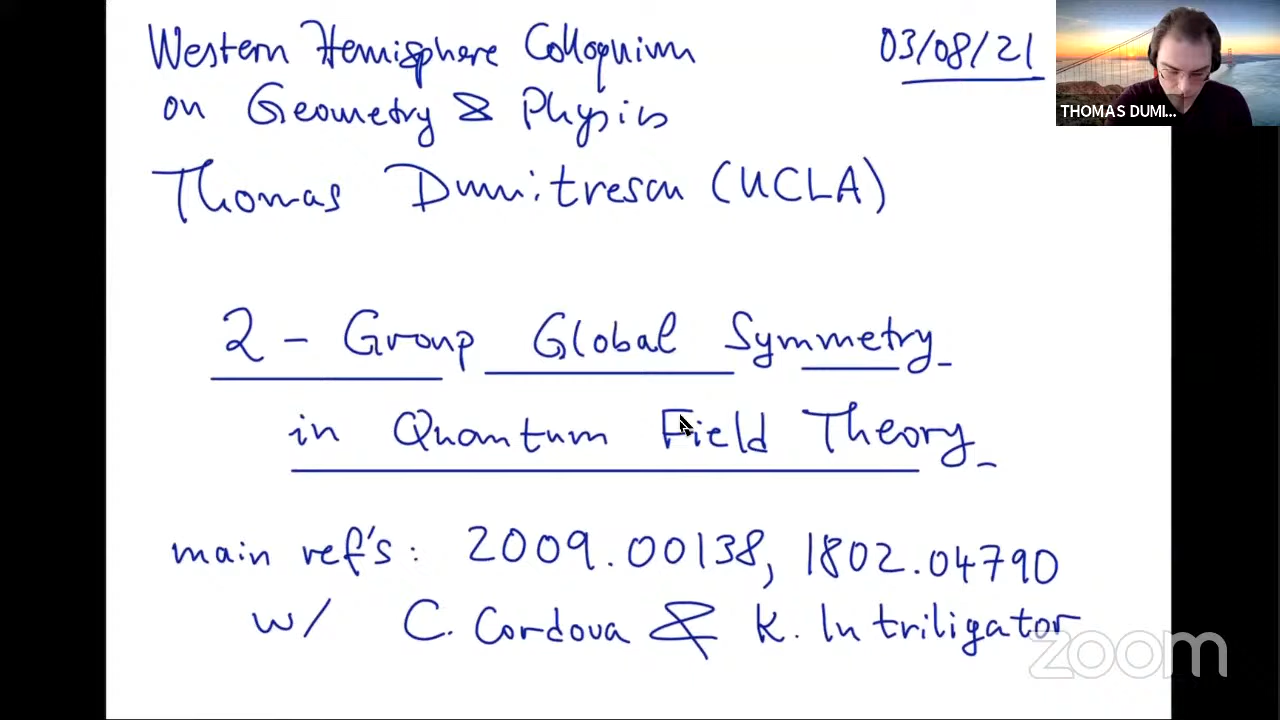 Western Hemisphere Colloquium
03/08/21
on Geometry & Physics
THOMAS DUMI...
Thomas Dumitrescu (UCLA)
2 - Group Global Symmetry
in Quantum Field Theory
main ref's: 2009.00138, 1802.04790
w/ C. Cordova & K. Intriligator
zoom